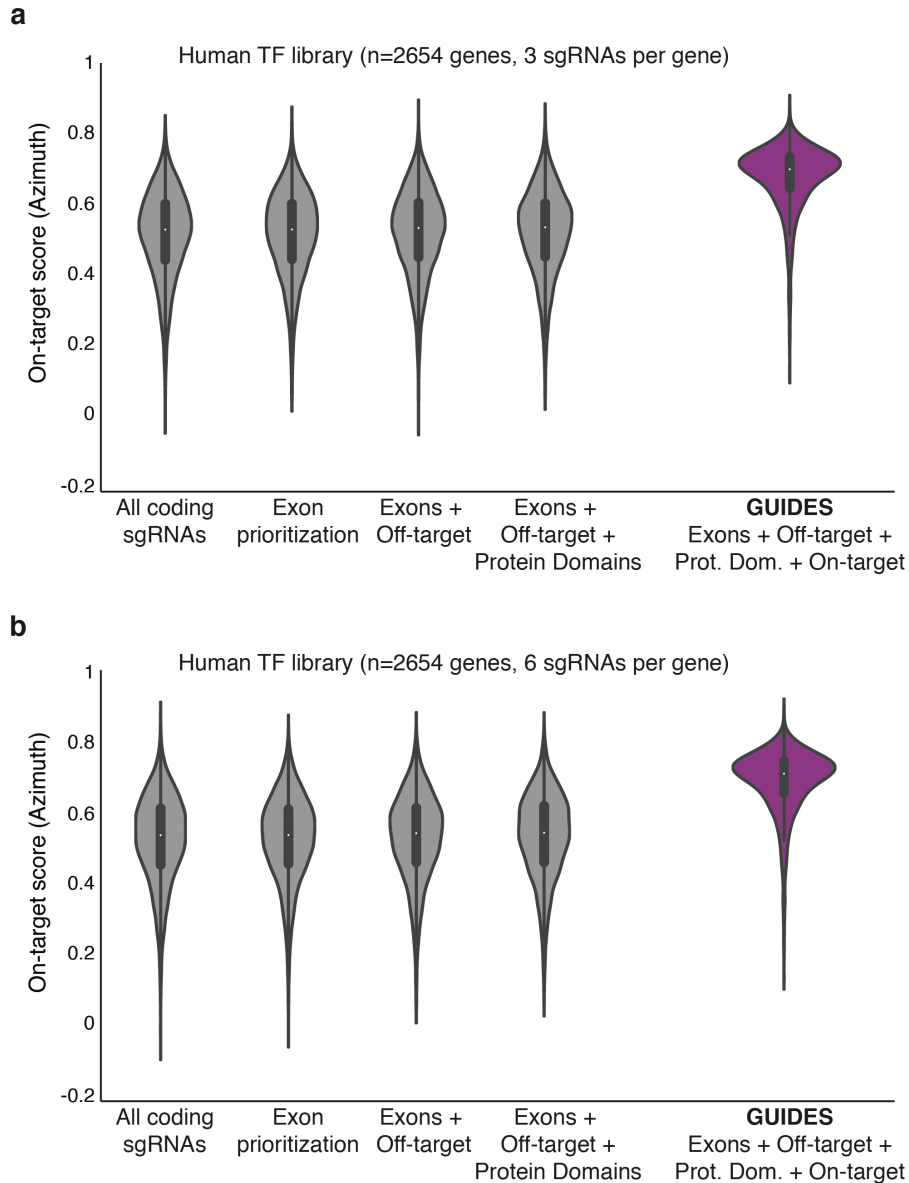 a
Human TF library (n=2654 genes, 3 sgRNAs per gene)
On-target score (Azimuth)
1
0.8
0.6
0.4
0.2
0
-0.2
All coding
sgRNAs
Exon
prioritization
Exons +
Off-target
Exons +
Off-target +
Protein Domains
GUIDES
Exons + Off-target +
Prot. Dom. + On-target
b
Human TF library (n=2654 genes, 6 sgRNAs per gene)
On-target score (Azimuth)
1
0.8
0.6
0.4
0.2
0
-0.2
All coding
sgRNAs
Exon
prioritization
Exons +
Off-target
Exons +
Off-target +
Protein Domains
GUIDES
Exons + Off-target +
Prot. Dom. + On-target